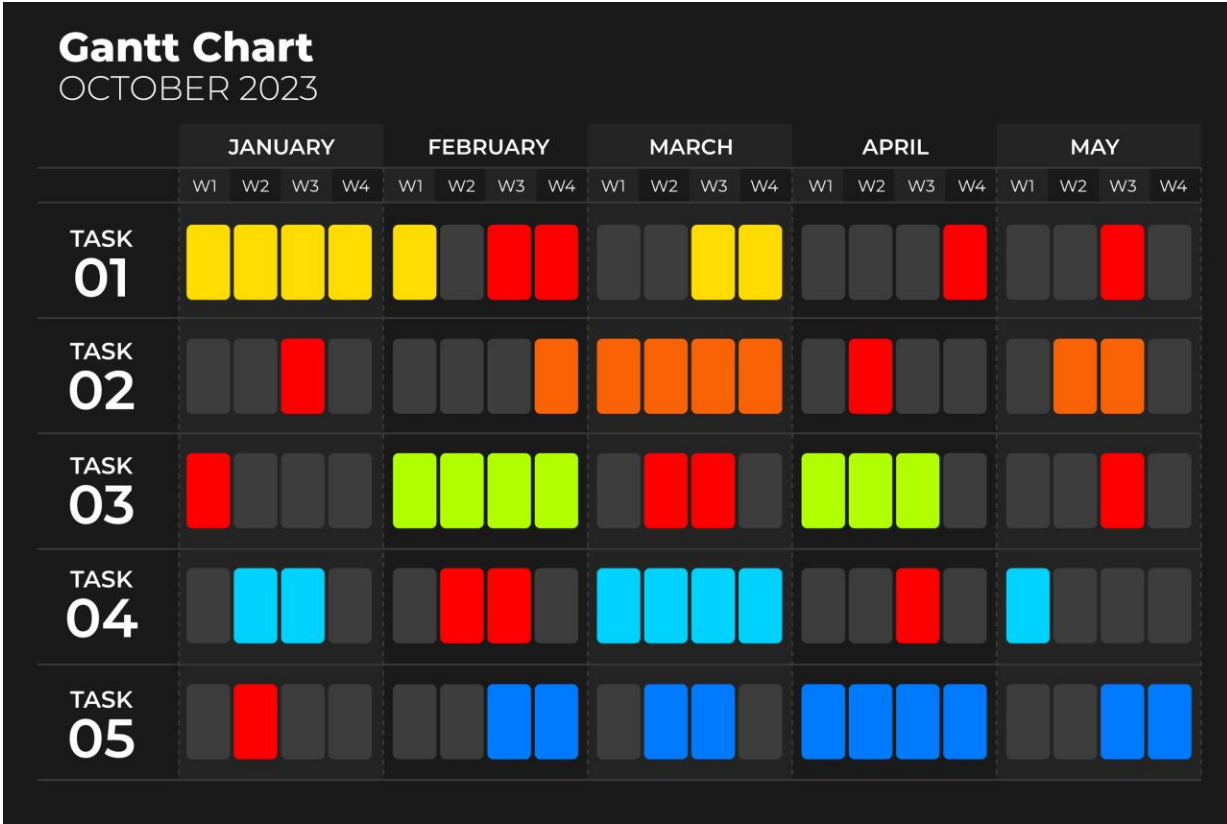 Gantt Chart
OCTOBER 2023
JANUARY FEBRUARY MARCH APRIL MAY
W1 W2 W3 W4 W1 W2 W3 W4 W1 W2 W3 W4 W1 W2 W3 W4 W1 W2 W3 W4
TASK
01
TASK
02
TASK
03
TASK
04
TASK
05